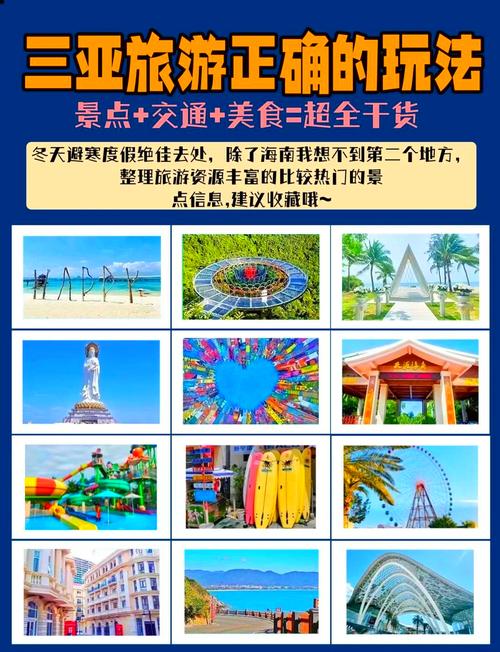 三亚旅游正确的玩法
景点+交通+美食=超全干货
冬天避寒度假绝佳去处，除了海南我想不到第二个地方，
整理旅游资源丰富的比较热门的景
点信息,建议收藏哦~
HAPPY